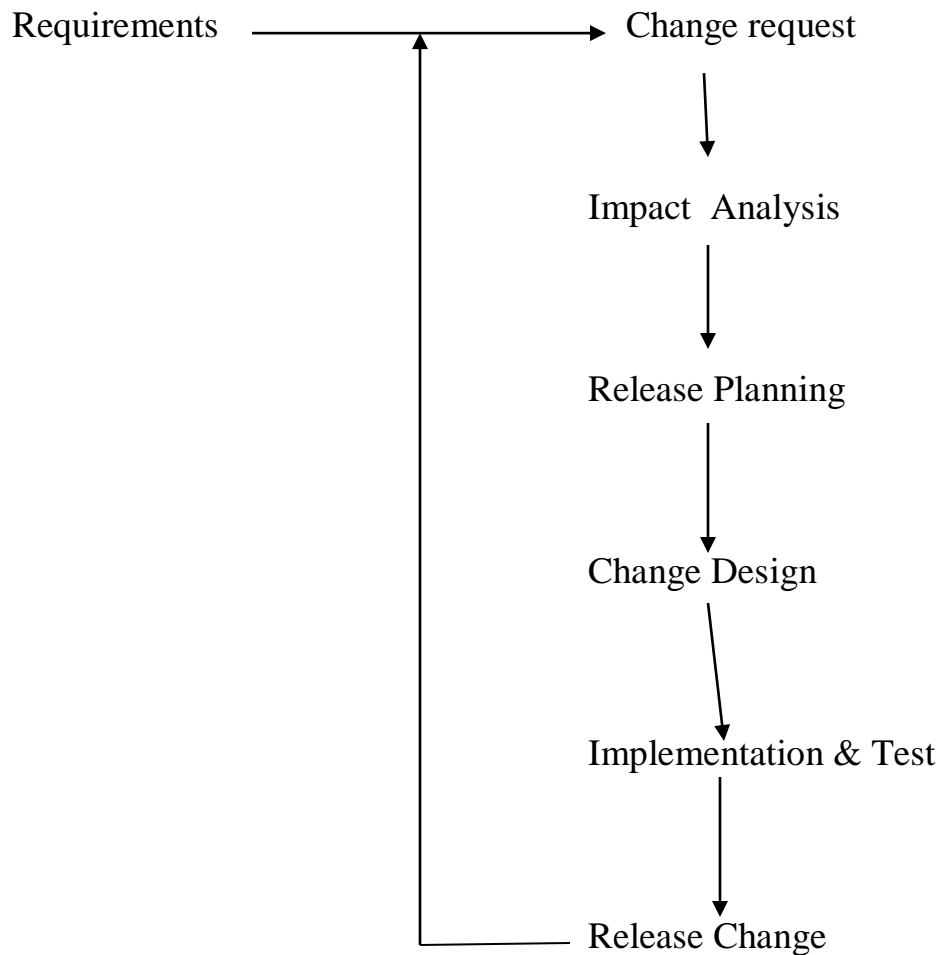 Requirements
Change request
Impact Analysis
Release Planning
Change Design
Implementation & Test
Release Change